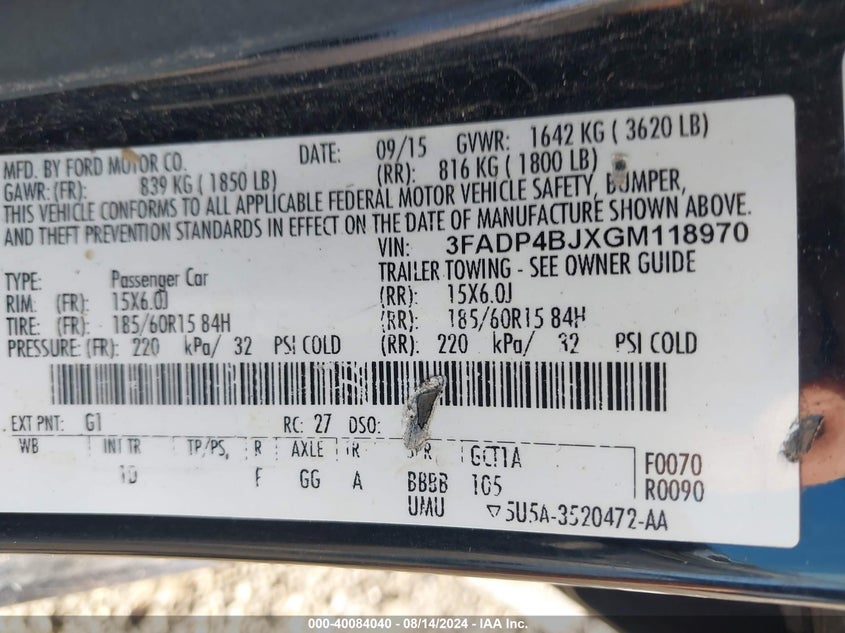 MFD. BY FORD MOTOR CO. DATE: 09/15 GVWR: 1642 KG ( 3620 LB)
GAWR: (FR): 839 KG ( 1850 LB) (RR): 816 KG ( 1800 LB)
THIS VEHICLE CONFORMS TO ALL APPLICABLE FEDERAL MOTOR VEHICLE SAFETY, BUMPER,
AND THEFT PREVENTION STANDARDS IN EFFECT ON THE DATE OF MANUFACTURE SHOWN ABOVE.
VIN: 3FADP4BJXGM118970
TYPE: Passenger Car TRAILER TOWING - SEE OWNER GUIDE
RIM: (FR): 15X6.0J (RR): 15X6.0J
TIRE: (FR): 185/60R15 84H (RR): 185/60R15 84H
PRESSURE: (FR): 220 kPa/ 32 PSI COLD (RR): 220 kPa/ 32 PSI COLD
EXT PNT: G1 RC: 27 DSO:
WB INT TR TP/PS R AXLE TR SPR GCT1A F0070
F GG A BBBB 105 R0090
UMU ▽5U5A-3520472-AA
000-40084040 - 08/14/2024 - IAA Inc.